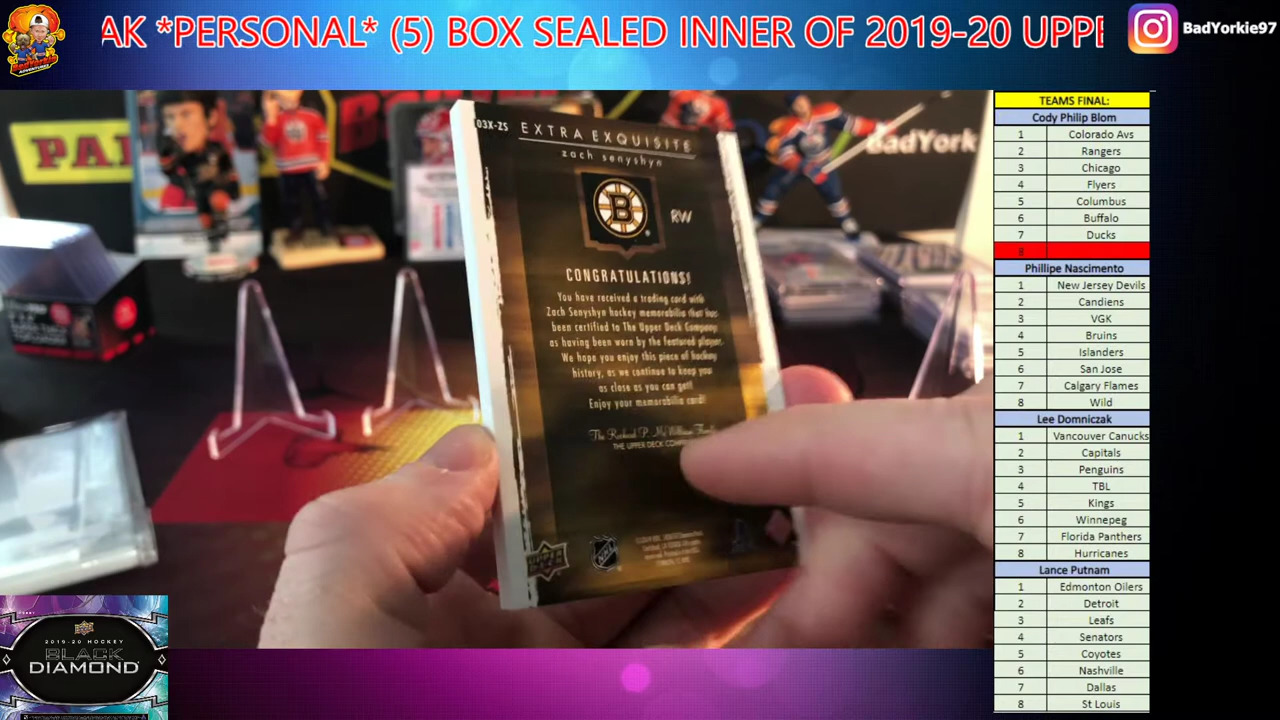 AK *PERSONAL* (5) BOX SEALED INNER OF 2019-20 UPPE
BadYorkie97
PAN
BadYork
03X-ZS
EXTRA EXQUISITE
zach senyshyn
B
RW
CONGRATULATIONS!
You have received a trading card with
Zach Senyshyn hockey memorabilia that has
been certified to The Upper Deck Company
as having been worn by the featured player.
We hope you enjoy this piece of hockey
history, as we continue to keep you
as close as you can get!
Enjoy your memorabilia card!
UPPER DECK
NHL
TEAMS FINAL:
Cody Philip Blom
1 Colorado Avs
2 Rangers
3 Chicago
4 Flyers
5 Columbus
6 Buffalo
7 Ducks
8
Phillipe Nascimento
1 New Jersey Devils
2 Candiens
3 VGK
4 Bruins
5 Islanders
6 San Jose
7 Calgary Flames
8 Wild
Lee Domniczak
1 Vancouver Canucks
2 Capitals
3 Penguins
4 TBL
5 Kings
6 Winnepeg
7 Florida Panthers
8 Hurricanes
Lance Putnam
1 Edmonton Oilers
2 Detroit
3 Leafs
4 Senators
5 Coyotes
6 Nashville
7 Dallas
8 St Louis
2019-20 HOCKEY
BLACK
DIAMOND